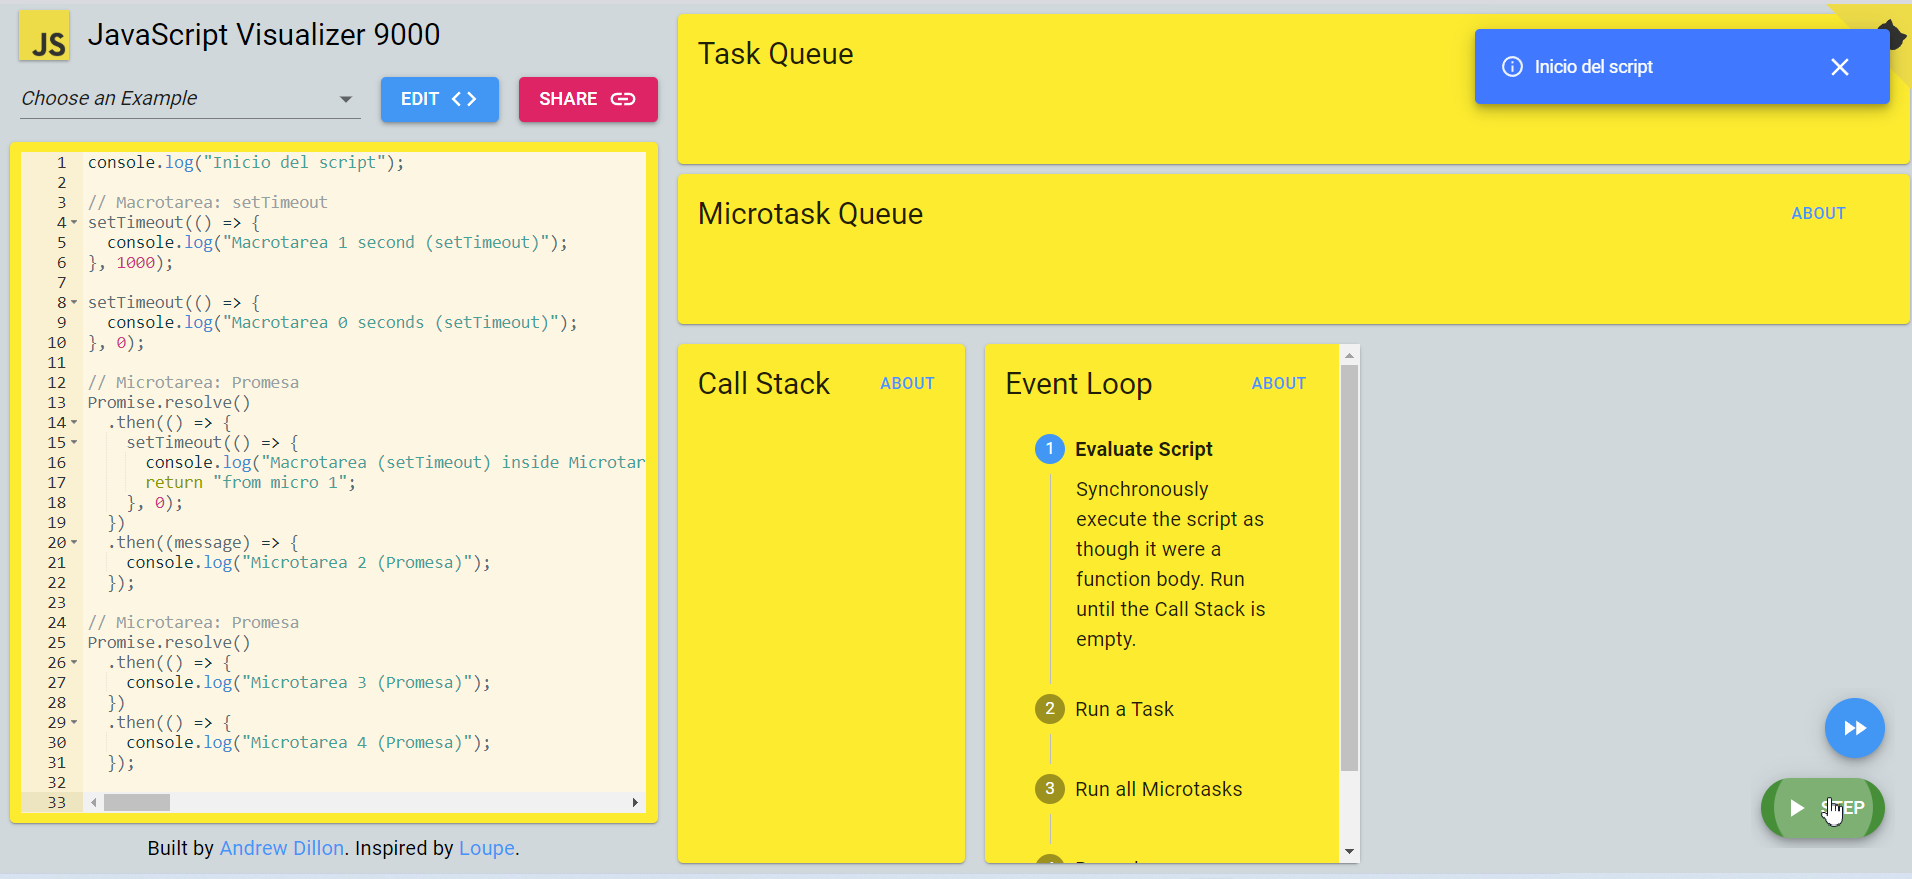 JS
JavaScript Visualizer 9000
Choose an Example
EDIT <>
SHARE
1 console.log("Inicio del script");
2
3 // Macrotarea: setTimeout
4 setTimeout(() => {
5 console.log("Macrotarea 1 second (setTimeout)");
6 }, 1000);
7
8 setTimeout(() => {
9 console.log("Macrotarea 0 seconds (setTimeout)");
10 }, 0);
11
12 // Microtarea: Promesa
13 Promise.resolve()
14 .then(() => {
15 setTimeout(() => {
16 console.log("Macrotarea (setTimeout) inside Microtar
17 return "from micro 1";
18 }, 0);
19 })
20 .then((message) => {
21 console.log("Microtarea 2 (Promesa)");
22 });
23
24 // Microtarea: Promesa
25 Promise.resolve()
26 .then(() => {
27 console.log("Microtarea 3 (Promesa)");
28 })
29 .then(() => {
30 console.log("Microtarea 4 (Promesa)");
31 });
32
33
Built by Andrew Dillon. Inspired by Loupe.
Task Queue
Inicio del script
Microtask Queue
ABOUT
Call Stack
ABOUT
Event Loop
ABOUT
1 Evaluate Script
Synchronously
execute the script as
though it were a
function body. Run
until the Call Stack is
empty.
2 Run a Task
3 Run all Microtasks
STEP